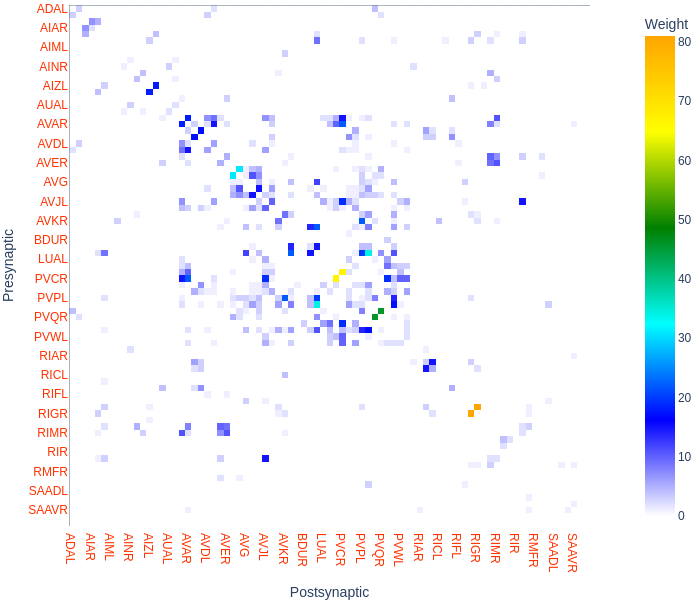 Weight
80
70
60
50
40
30
20
10
0
Presynaptic
ADAL
AIAR
AIML
AINR
AIZL
AUAL
AVAR
AVDL
AVER
AVG
AVJL
AVKR
BDUR
LUAL
PVCR
PVPL
PVQR
PVWL
RIAR
RICL
RIFL
RIGR
RIMR
RIR
RMFR
SAADL
SAAVR
ADAL
AIAR
AIML
AINR
AIZL
AUAL
AVAR
AVDL
AVER
AVG
AVJL
AVKR
BDUR
LUAL
PVCR
PVPL
PVQR
PVWL
RIAR
RICL
RIFL
RIGR
RIMR
RIR
RMFR
SAADL
SAAVR
Postsynaptic